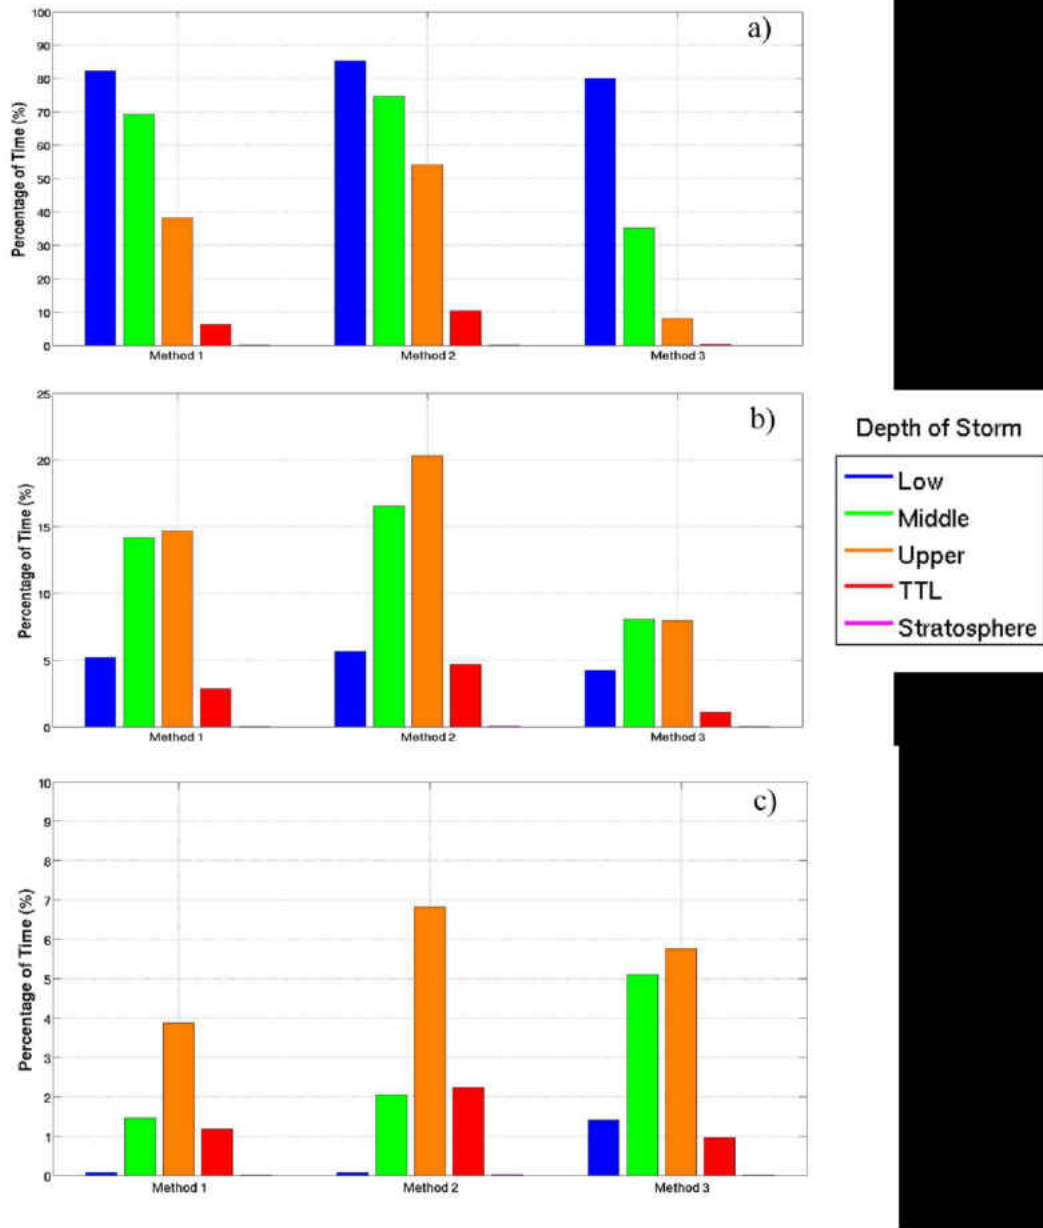 a)
Percentage of Time (%)
100
90
80
70
60
50
40
30
20
10
0
Method 1 Method 2 Method 3
b)
Percentage of Time (%)
25
20
15
10
5
0
Method 1 Method 2 Method 3
Depth of Storm
Low
Middle
Upper
TTL
Stratosphere
c)
Percentage of Time (%)
10
9
8
7
6
5
4
3
2
1
0
Method 1 Method 2 Method 3